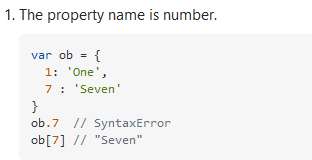 1. The property name is number.
var ob = {
  1: 'One',
  7 : 'Seven'
}
ob.7  // SyntaxError
ob[7] // "Seven"